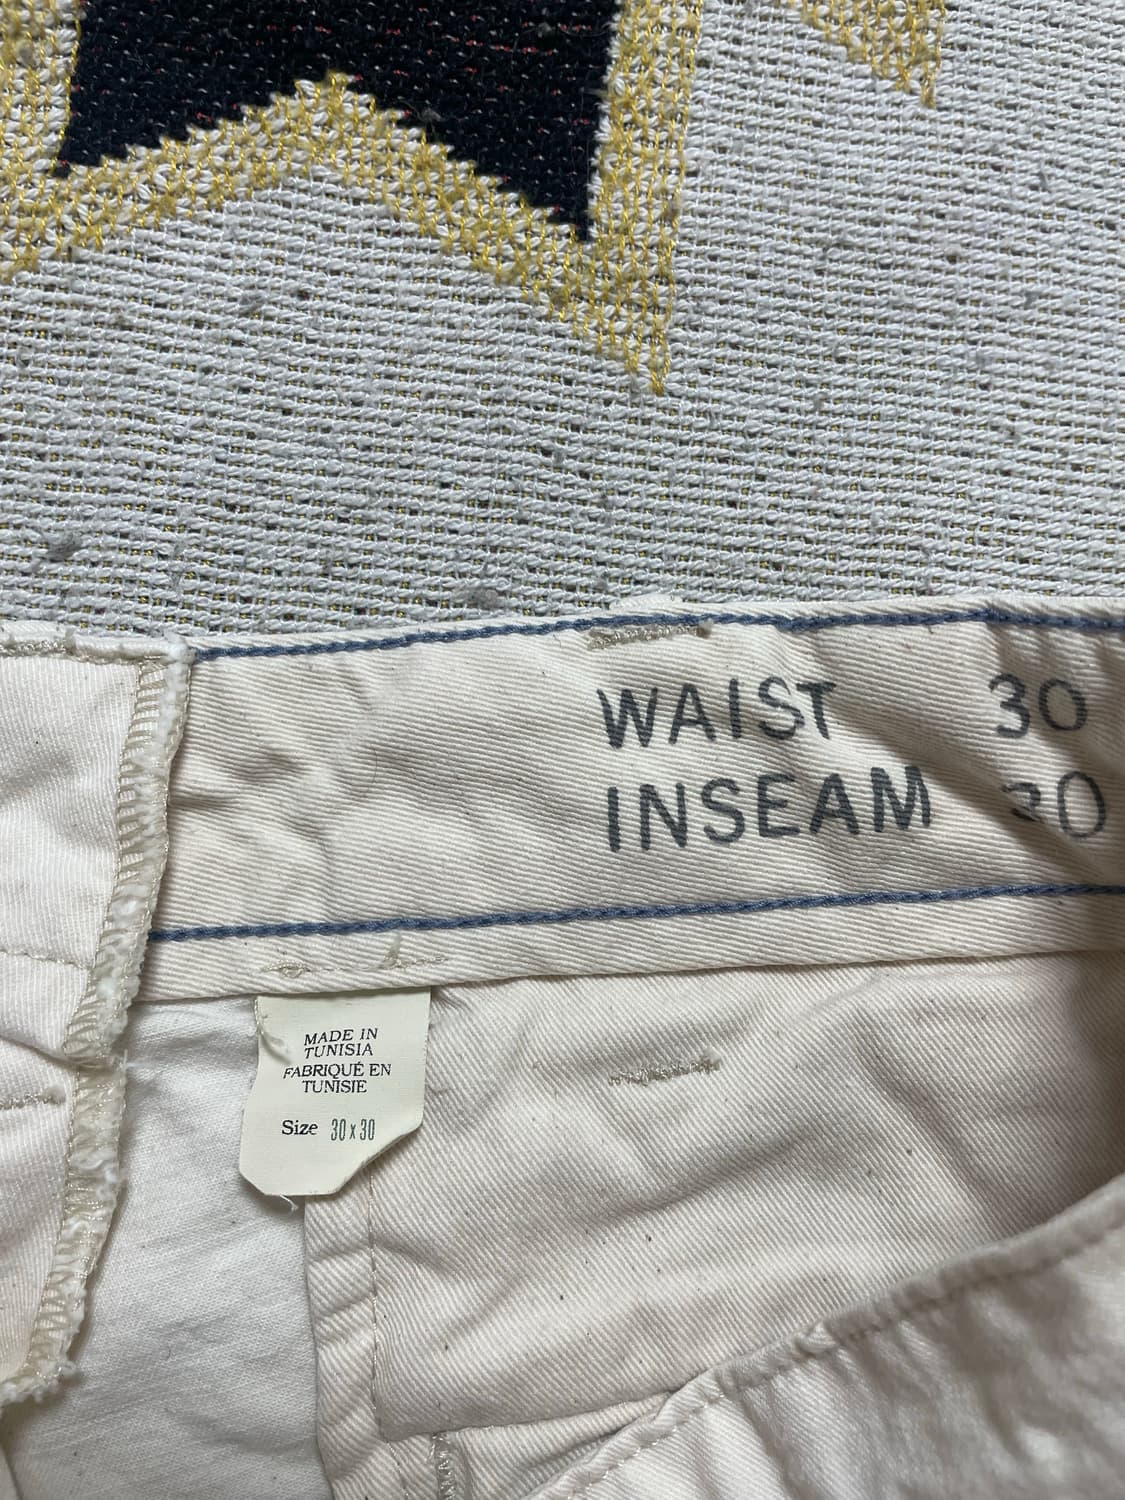 WAIST 30
INSEAM 30
MADE IN
TUNISIA
FABRIQUÉ EN
TUNISIE
Size 30 x 30